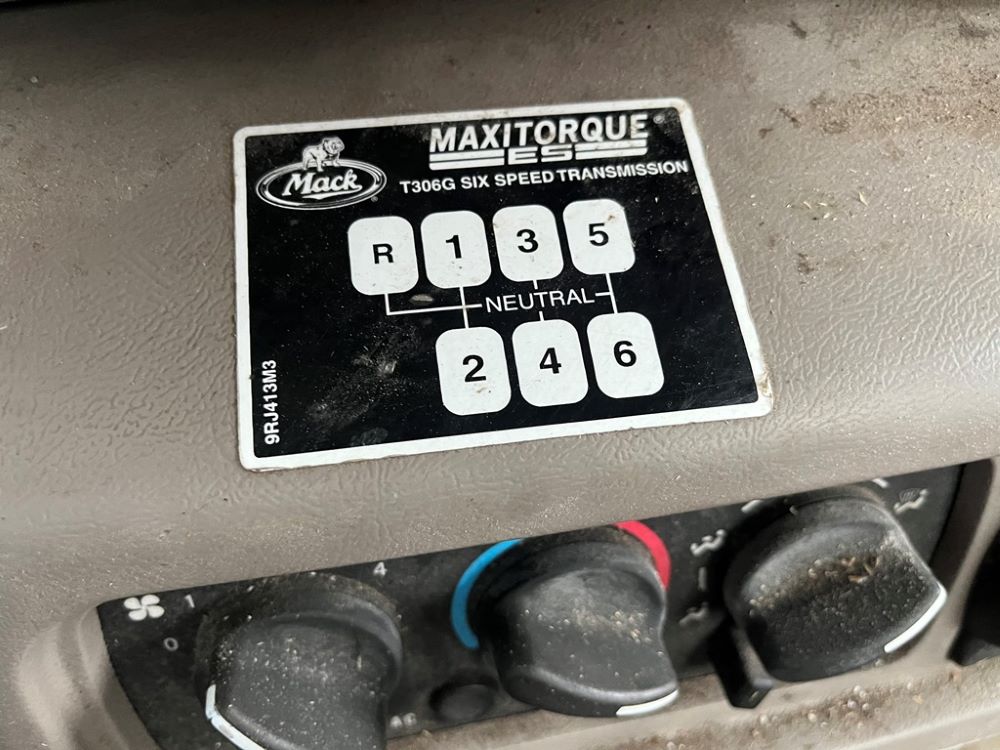 Mack
MAXITORQUE®
ES
T306G SIX SPEED TRANSMISSION
R 1 3 5
NEUTRAL
2 4 6
9RJ413M3
0 1 4